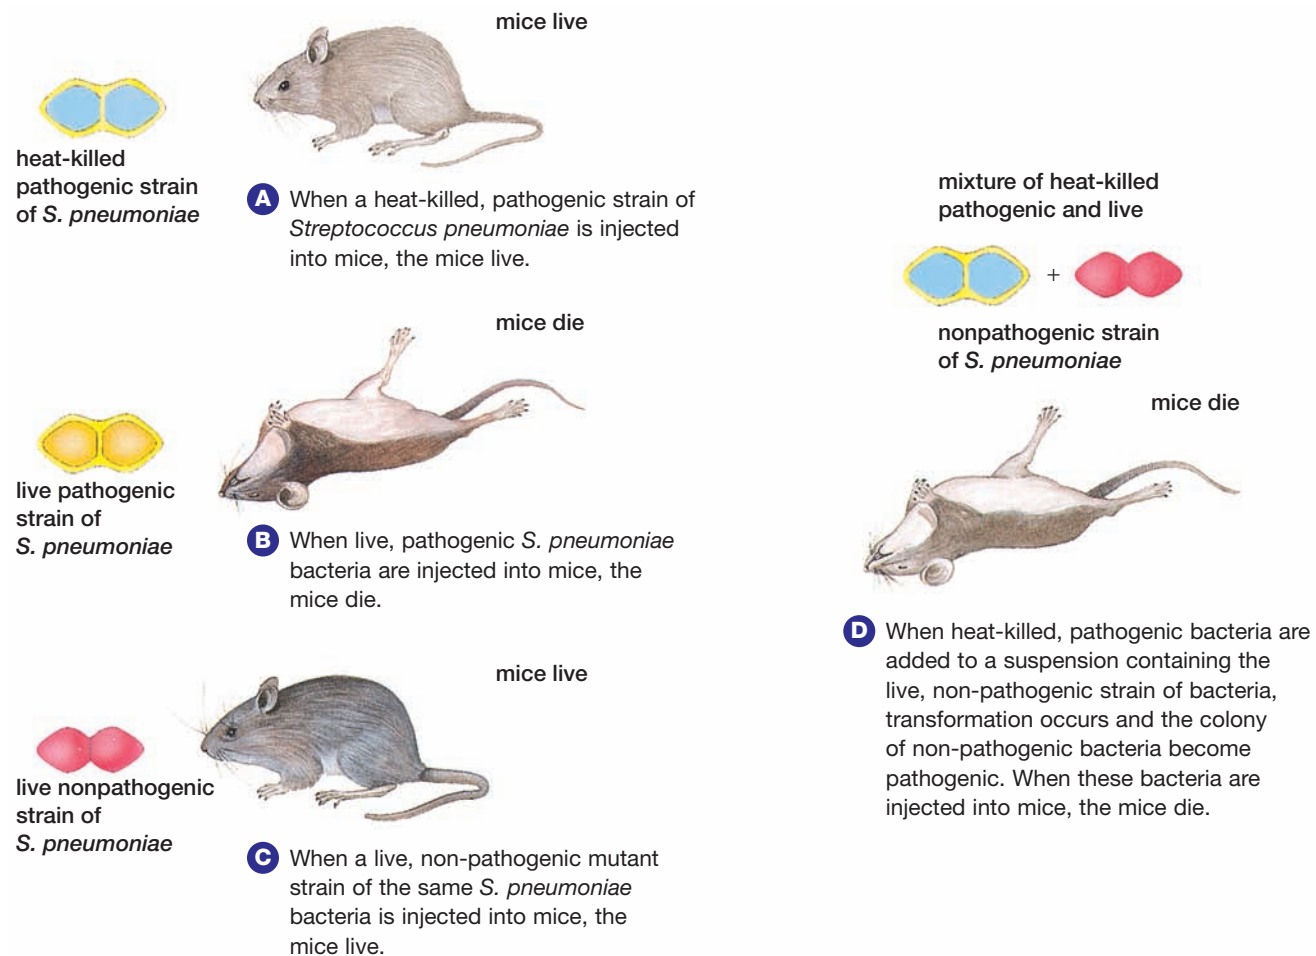 mice live
heat-killed
pathogenic strain
of S. pneumoniae
A When a heat-killed, pathogenic strain of
Streptococcus pneumoniae is injected
into mice, the mice live.
mice die
live pathogenic
strain of
S. pneumoniae
B When live, pathogenic S. pneumoniae
bacteria are injected into mice, the
mice die.
mice live
live nonpathogenic
strain of
S. pneumoniae
C When a live, non-pathogenic mutant
strain of the same S. pneumoniae
bacteria is injected into mice, the
mice live.
mixture of heat-killed
pathogenic and live
+
nonpathogenic strain
of S. pneumoniae
mice die
D When heat-killed, pathogenic bacteria are
added to a suspension containing the
live, non-pathogenic strain of bacteria,
transformation occurs and the colony
of non-pathogenic bacteria become
pathogenic. When these bacteria are
injected into mice, the mice die.